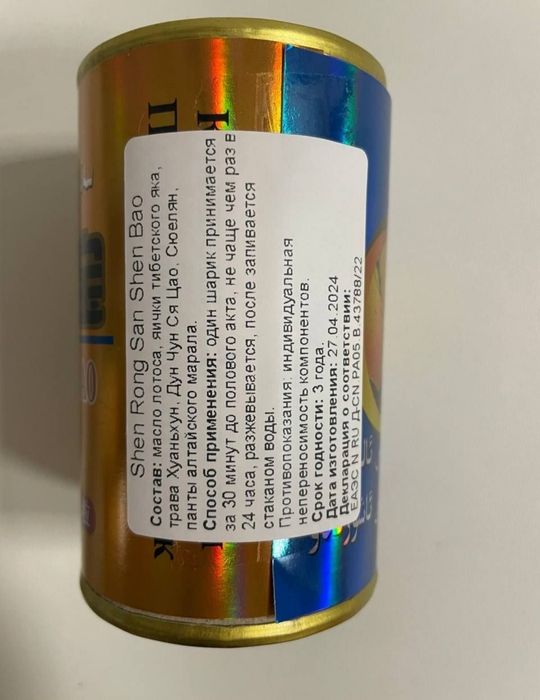 Shen Rong San Shen Bao
Состав: масло лотоса, яички тибетского яка,
трава Хуаньхун, Дун Чун Ся Цао, Сюелян,
панты алтайского марала.
Способ применения: один шарик принимается
за 30 минут до полового акта, не чаще чем раз в
24 часа, разжевывается, после запивается
стаканом воды.
Противопоказания: индивидуальная
непереносимость компонентов.
Срок годности: 3 года.
Дата изготовления: 27.04.2024
Декларация о соответствии:
ЕАЭС N RU Д-CN РА05 В.43788/22